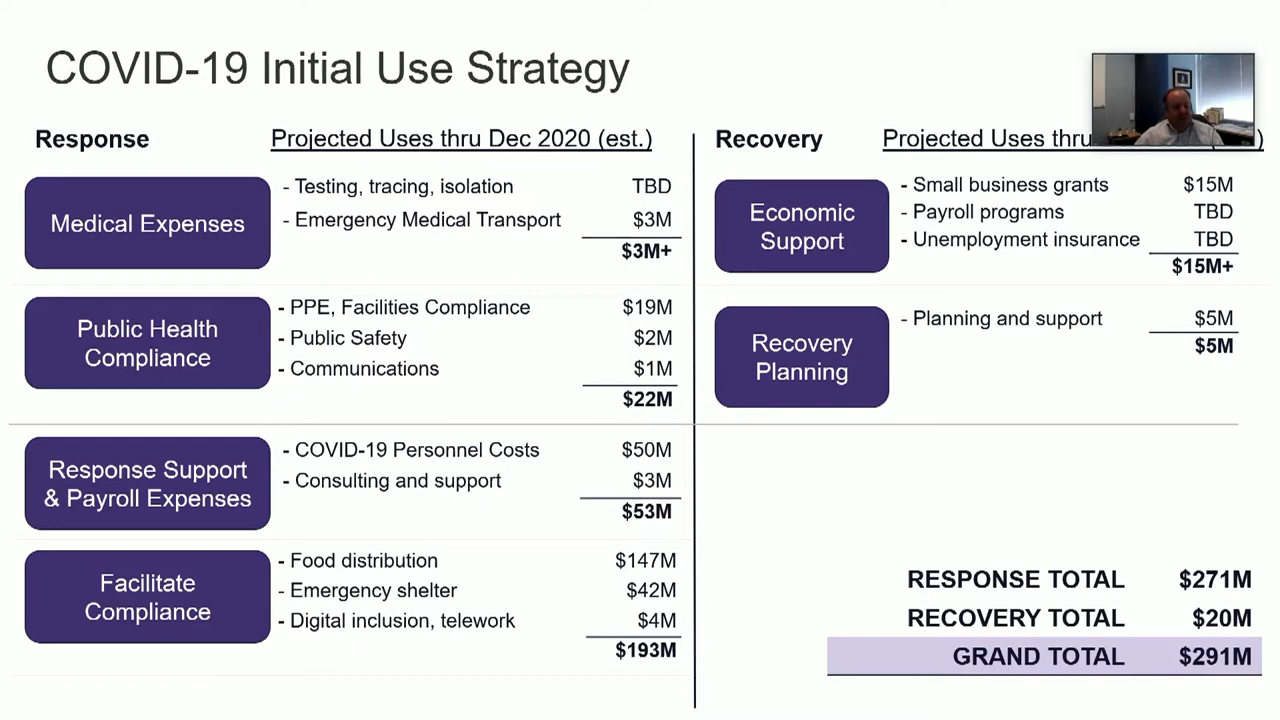 COVID-19 Initial Use Strategy
Response
Projected Uses thru Dec 2020 (est.)
Medical Expenses
- Testing, tracing, isolation TBD
- Emergency Medical Transport $3M
$3M+
Public Health
Compliance
- PPE, Facilities Compliance $19M
- Public Safety $2M
- Communications $1M
$22M
Response Support
& Payroll Expenses
- COVID-19 Personnel Costs $50M
- Consulting and support $3M
$53M
Facilitate
Compliance
- Food distribution $147M
- Emergency shelter $42M
- Digital inclusion, telework $4M
$193M
Recovery
Projected Uses thru
Economic
Support
- Small business grants $15M
- Payroll programs TBD
- Unemployment insurance TBD
$15M+
Recovery
Planning
- Planning and support $5M
$5M
RESPONSE TOTAL $271M
RECOVERY TOTAL $20M
GRAND TOTAL $291M